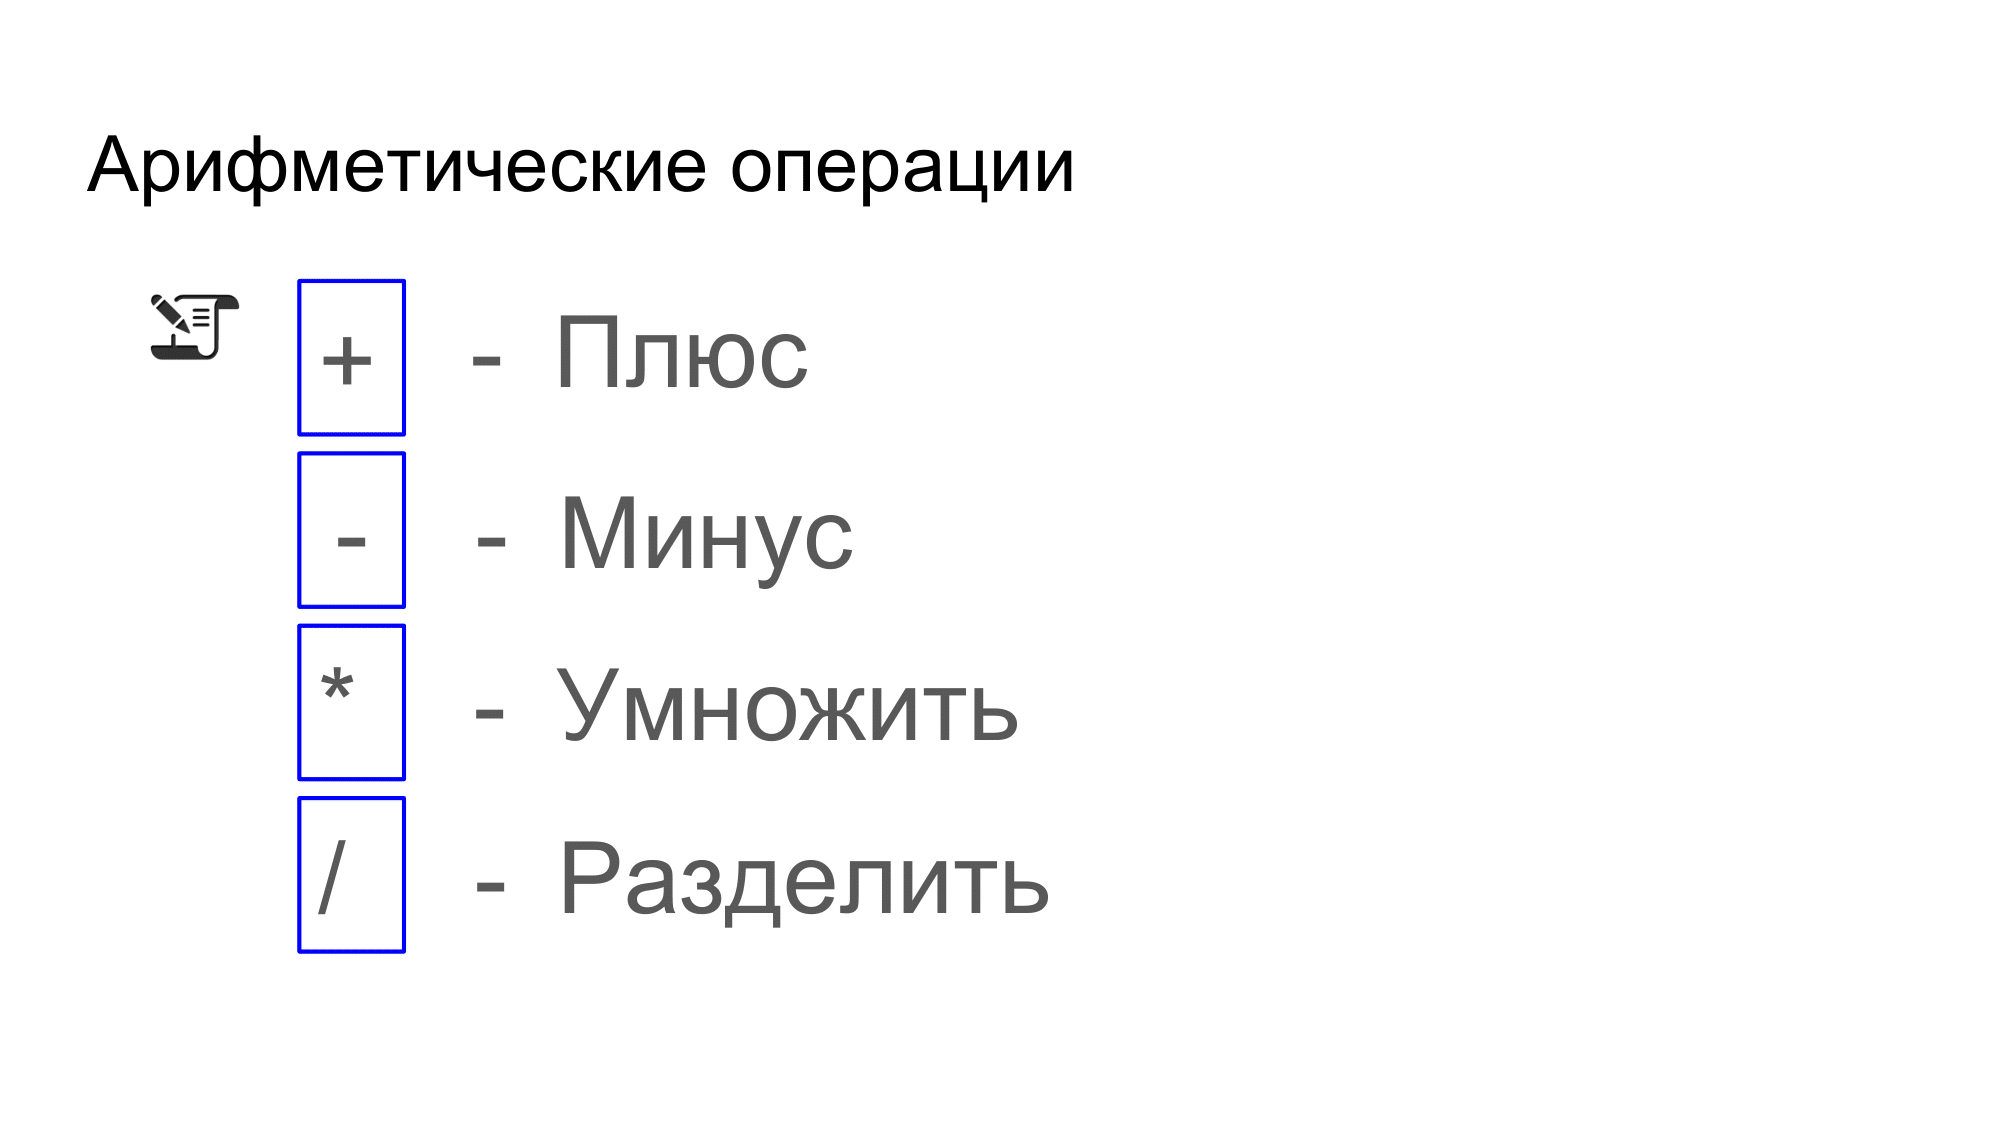 Арифметические операции
+ - Плюс
- - Минус
* - Умножить
/ - Разделить